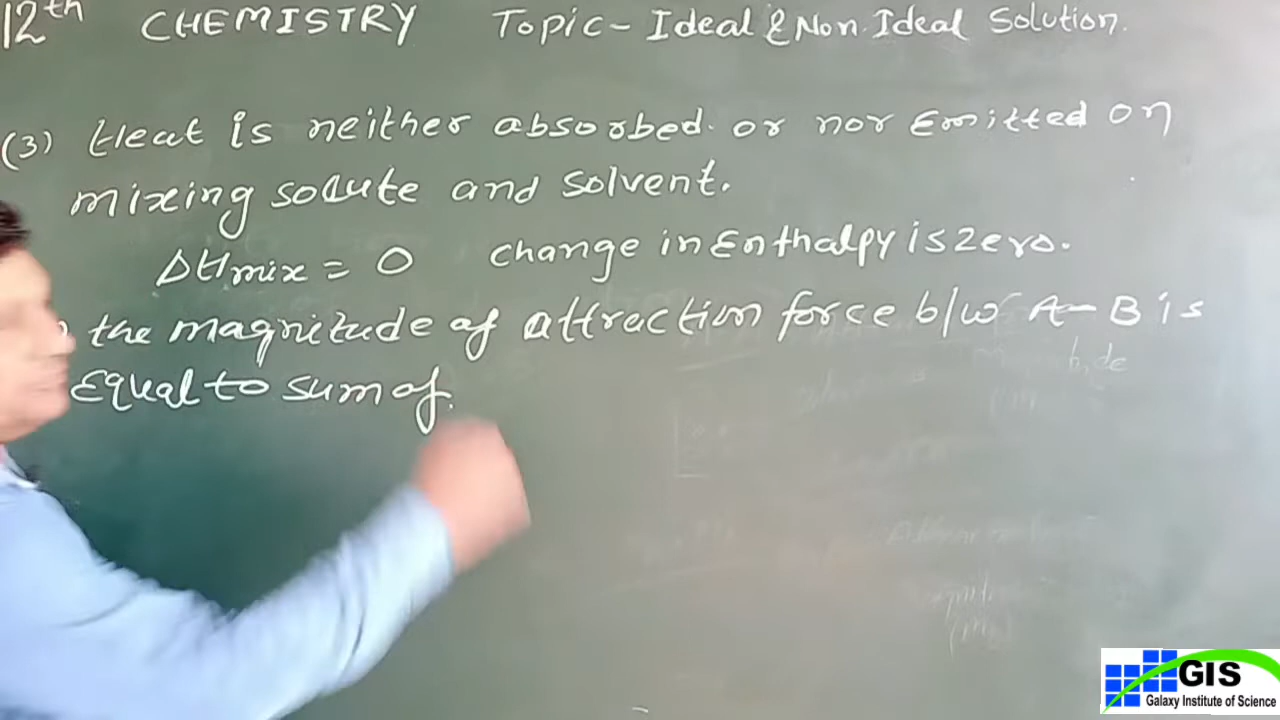 12th CHEMISTRY Topic - Ideal & Non. Ideal Solution.
(3) Heat is neither absorbed. or nor Emitted on
mixing solute and solvent.
ΔHmix = 0 change in Enthalpy is zero.
the magnitude of attraction force b/w A-B is
Equal to sum of.
GIS
Galaxy Institute of Science